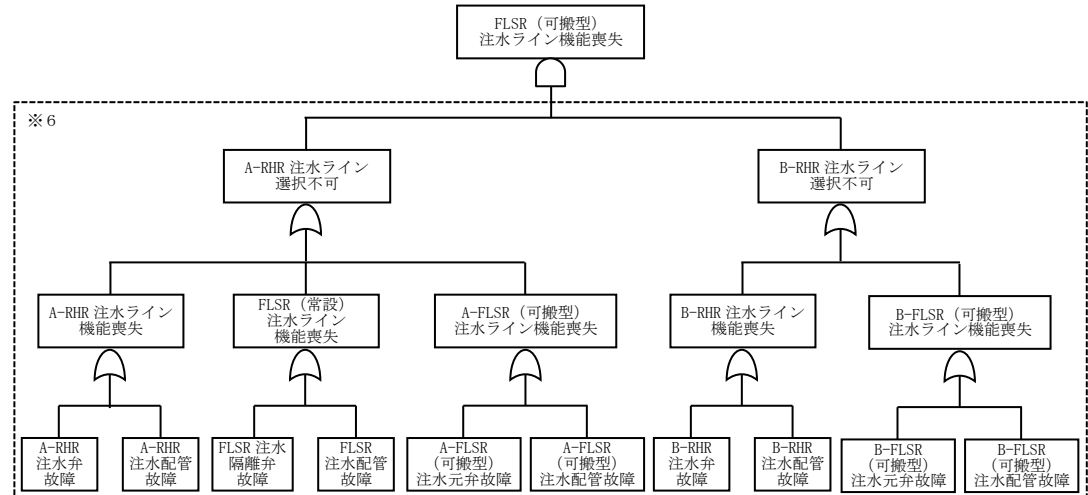 FLSR（可搬型）
注水ライン機能喪失
※6
A-RHR 注水ライン
選択不可
B-RHR 注水ライン
選択不可
A-RHR 注水ライン
機能喪失
FLSR（常設）
注水ライン
機能喪失
A-FLSR（可搬型）
注水ライン機能喪失
B-RHR 注水ライン
機能喪失
B-FLSR（可搬型）
注水ライン機能喪失
A-RHR
注水弁
故障
A-RHR
注水配管
故障
FLSR 注水
隔離弁
故障
FLSR
注水配管
故障
A-FLSR
(可搬型)
注水元弁故障
A-FLSR
(可搬型)
注水配管故障
B-RHR
注水弁
故障
B-RHR
注水配管
故障
B-FLSR
(可搬型)
注水元弁故障
B-FLSR
(可搬型)
注水配管故障